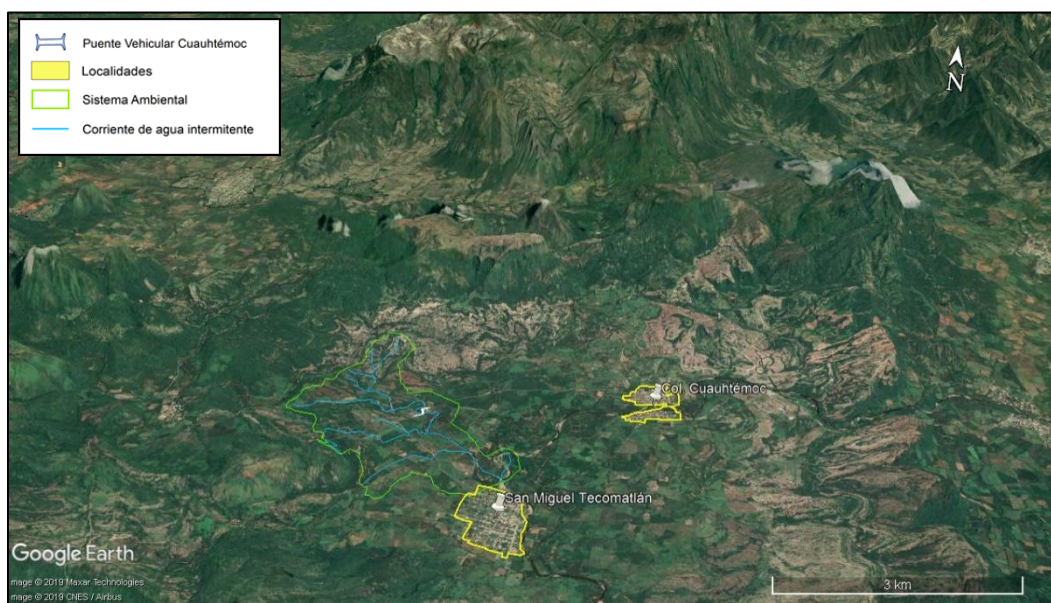 Puente Vehicular Cuauhtémoc
Localidades
Sistema Ambiental
Corriente de agua intermitente
N
Col. Cuauhtémoc
San Miguel Tecomatlán
Google Earth
mage © 2019 Maxar Technologies
mage © 2019 CNES / Airbus
3 km